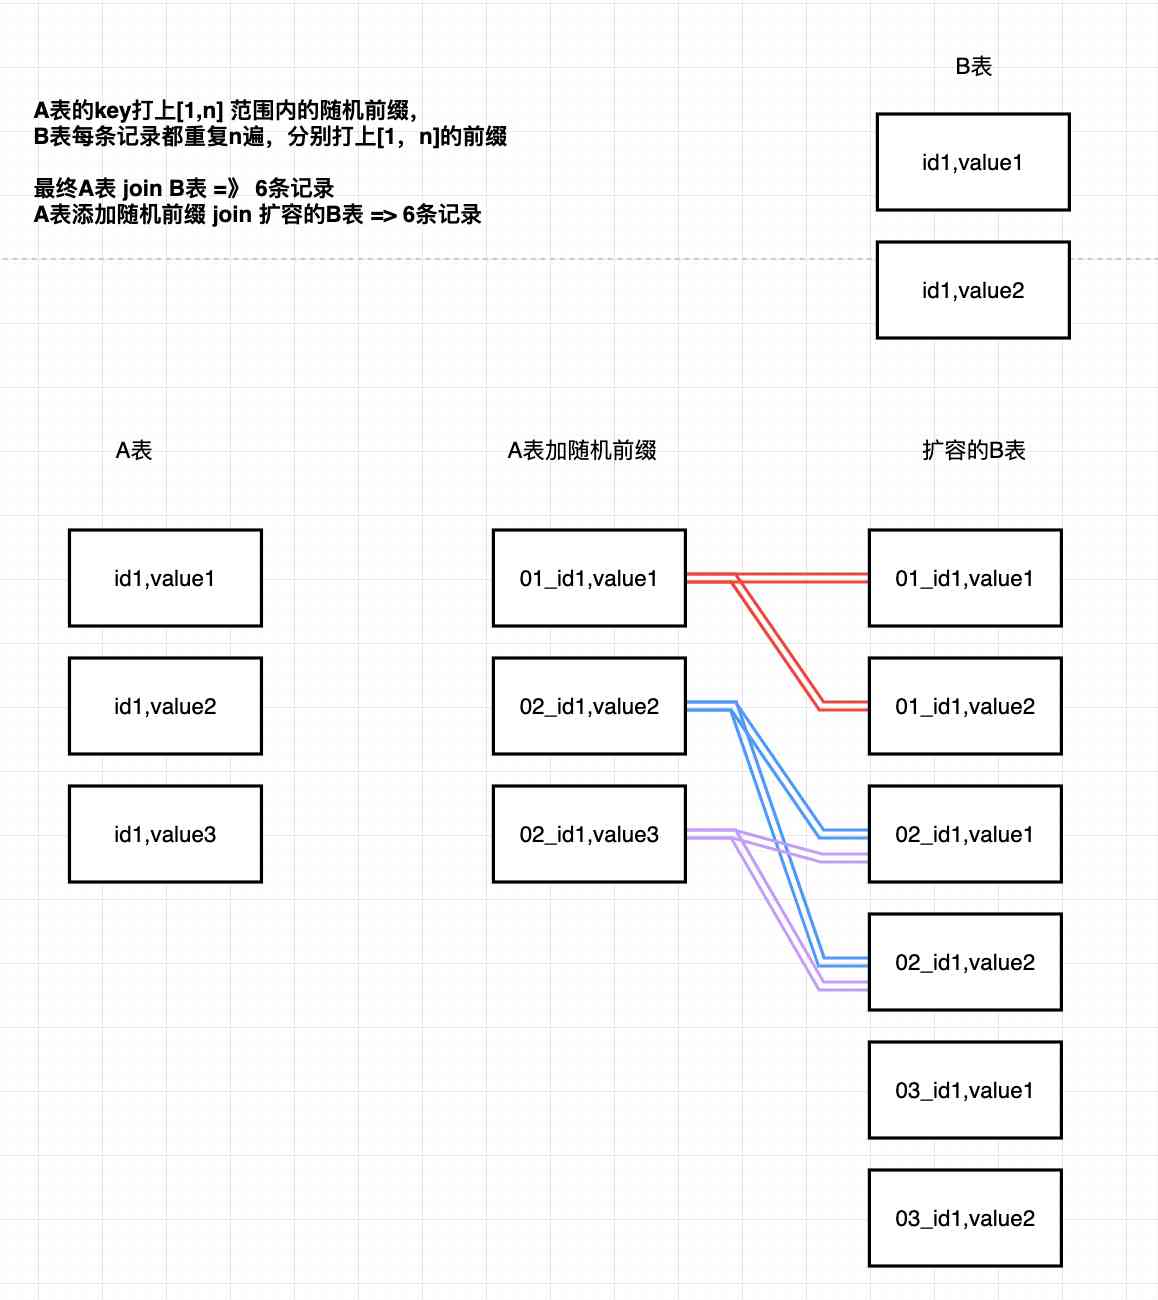 B表
A表的key打上[1,n] 范围内的随机前缀，
B表每条记录都重复n遍，分别打上[1，n]的前缀
最终A表 join B表 =》 6条记录
A表添加随机前缀 join 扩容的B表 => 6条记录
id1,value1
id1,value2
A表
A表加随机前缀
扩容的B表
id1,value1
01_id1,value1
01_id1,value1
id1,value2
02_id1,value2
01_id1,value2
id1,value3
02_id1,value3
02_id1,value1
02_id1,value2
03_id1,value1
03_id1,value2